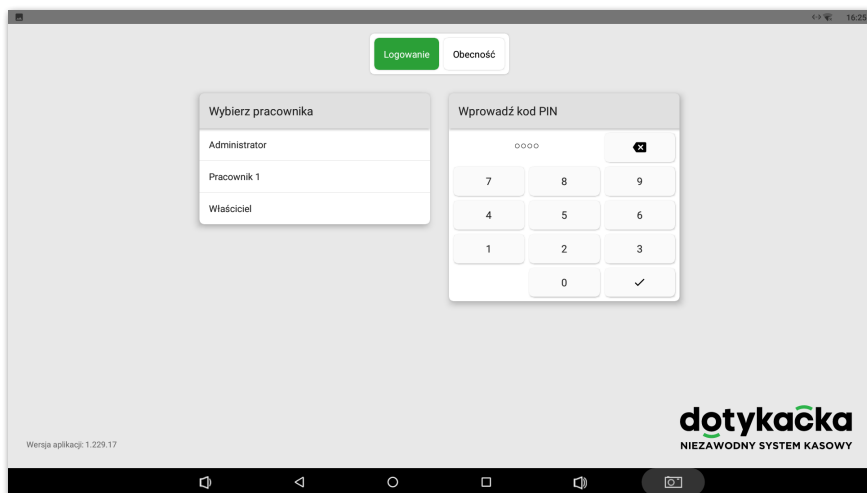 16:25
Logowanie
Obecność
Wybierz pracownika
Administrator
Pracownik 1
Właściciel
Wprowadź kod PIN
7 8 9
4 5 6
1 2 3
0
dotykačka
NIEZAWODNY SYSTEM KASOWY
Wersja aplikacji: 1.229.17